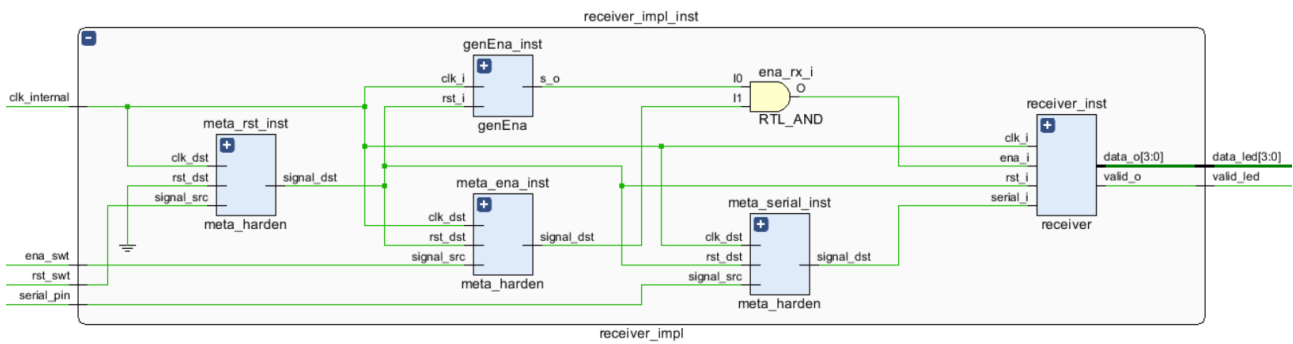 receiver_impl_inst
genEna_inst
clk_i
rst_i
s_o
genEna
ena_rx_i
I0
I1
O
RTL_AND
clk_internal
meta_rst_inst
clk_dst
rst_dst
signal_src
signal_dst
meta_harden
meta_ena_inst
clk_dst
rst_dst
signal_src
signal_dst
meta_harden
meta_serial_inst
clk_dst
rst_dst
signal_src
signal_dst
meta_harden
receiver_inst
clk_i
ena_i
rst_i
serial_i
data_o[3:0]
valid_o
receiver
data_led[3:0]
valid_led
ena_swt
rst_swt
serial_pin
receiver_impl